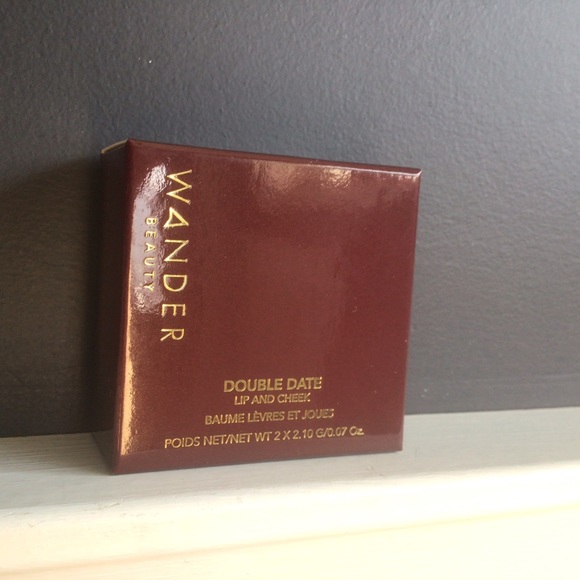 WANDER
BEAUTY
DOUBLE DATE
LIP AND CHEEK
BAUME LÈVRES ET JOUES
POIDS NET/NET WT 2 X 2.10 G/0.07 Oz.